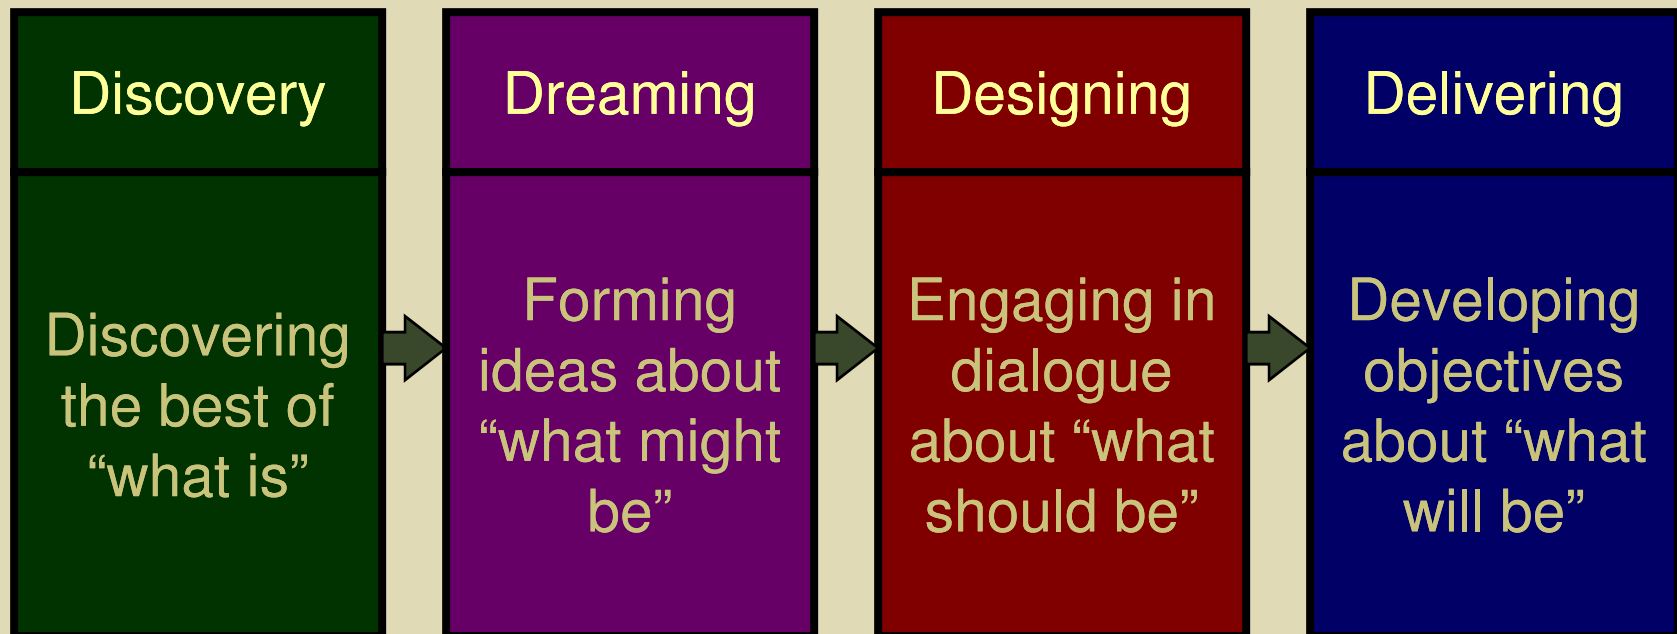 Discovery
Discovering
the best of
“what is”
Dreaming
Forming
ideas about
“what might
be”
Designing
Engaging in
dialogue
about “what
should be”
Delivering
Developing
objectives
about “what
will be”